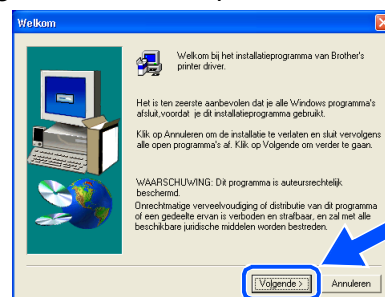 Welkom
Welkom bij het installatieprogramma van Brother's
printer driver.
Het is ten zeerste aanbevolen dat je alle Windows programma's
afsluit,voordat je dit installatieprogramma gebruikt.
Klik op Annuleren om de installatie te verlaten en sluit vervolgens
alle open programma's af. Klik op Volgende om verder te gaan.
WAARSCHUWING: Dit programma is auteursrechtelijk
beschermd.
Onrechtmatige verveelvoudiging of distributie van dit programma
of een gedeelte ervan is verboden en strafbaar, en zal met alle
beschikbare juridische middelen worden bestreden.
Volgende > Annuleren